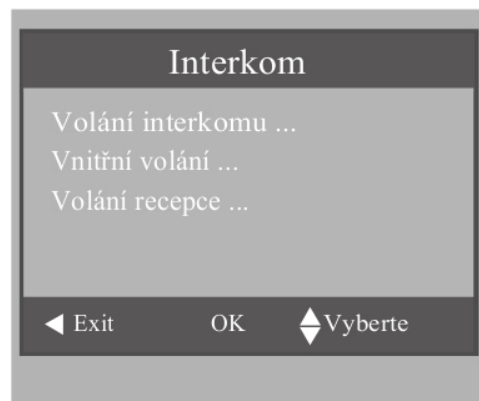 Interkom
Volání interkomu ...
Vnitřní volání ...
Volání recepce ...
Exit OK Vyberte